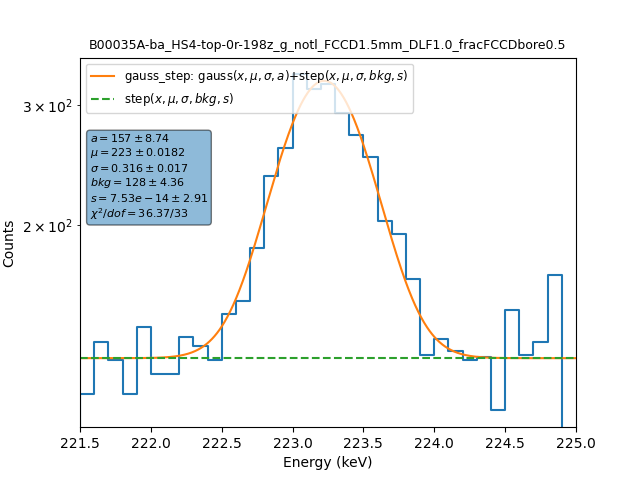 B00035A-ba_HS4-top-0r-198z_g_notl_FCCD1.5mm_DLF1.0_fracFCCDbore0.5
gauss_step: gauss(x, μ, σ, a)+step(x, μ, σ, bkg, s)
step(x, μ, σ, bkg, s)
a = 157 ± 8.74
μ = 223 ± 0.0182
σ = 0.316 ± 0.017
bkg = 128 ± 4.36
s = 7.53e − 14 ± 2.91
χ²/dof = 36.37/33
3 × 10²
2 × 10²
Counts
221.5 222.0 222.5 223.0 223.5 224.0 224.5 225.0
Energy (keV)